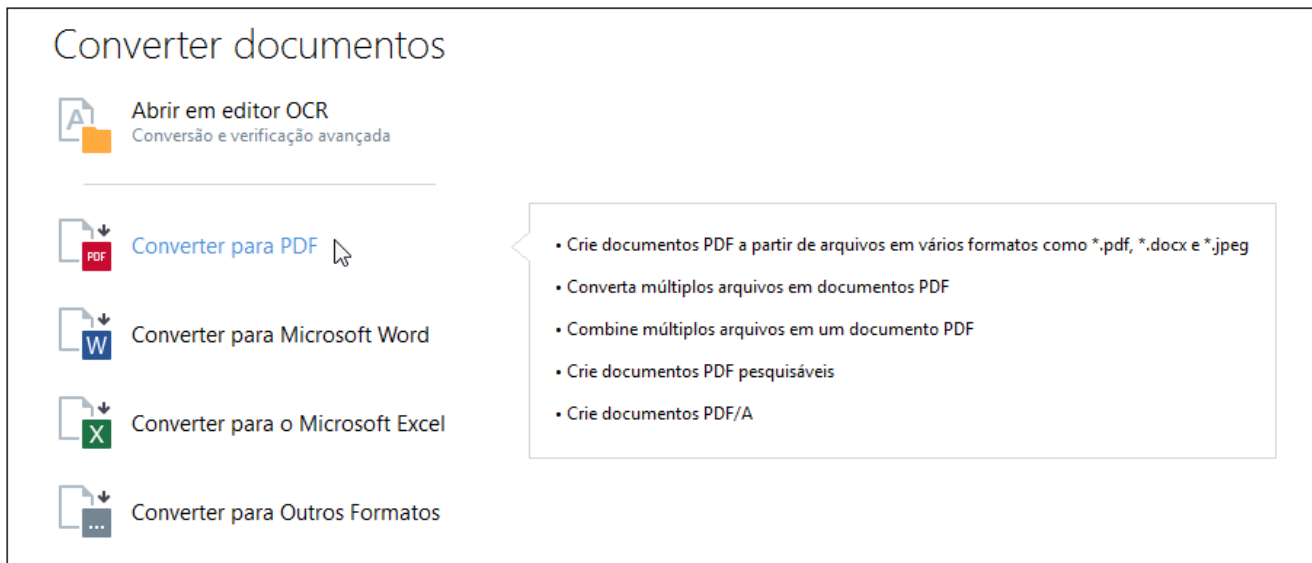 Converter documentos
A
Abrir em editor OCR
Conversão e verificação avançada
PDF
Converter para PDF
• Crie documentos PDF a partir de arquivos em vários formatos como *.pdf, *.docx e *.jpeg
• Converta múltiplos arquivos em documentos PDF
• Combine múltiplos arquivos em um documento PDF
• Crie documentos PDF pesquisáveis
• Crie documentos PDF/A
W
Converter para Microsoft Word
X
Converter para o Microsoft Excel
...
Converter para Outros Formatos